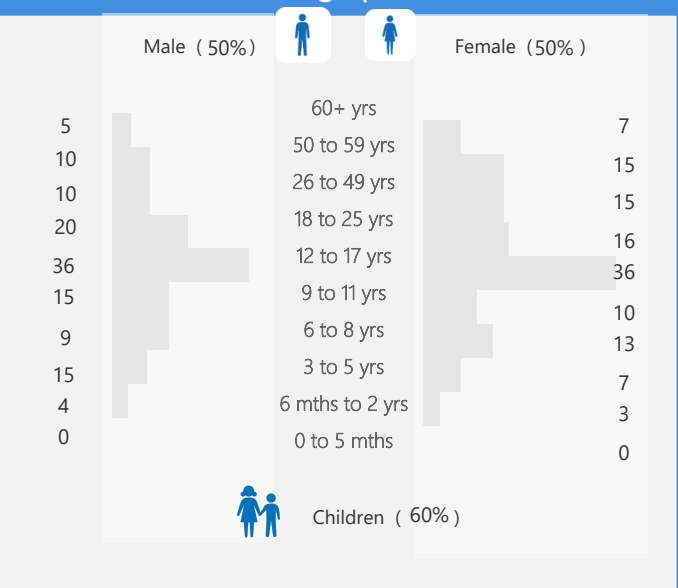 Male ( 50% )
Female ( 50% )
60+ yrs
5
7
50 to 59 yrs
10
15
26 to 49 yrs
10
15
18 to 25 yrs
20
16
12 to 17 yrs
36
36
9 to 11 yrs
15
10
6 to 8 yrs
9
13
3 to 5 yrs
15
7
6 mths to 2 yrs
4
3
0 to 5 mths
0
0
Children ( 60% )